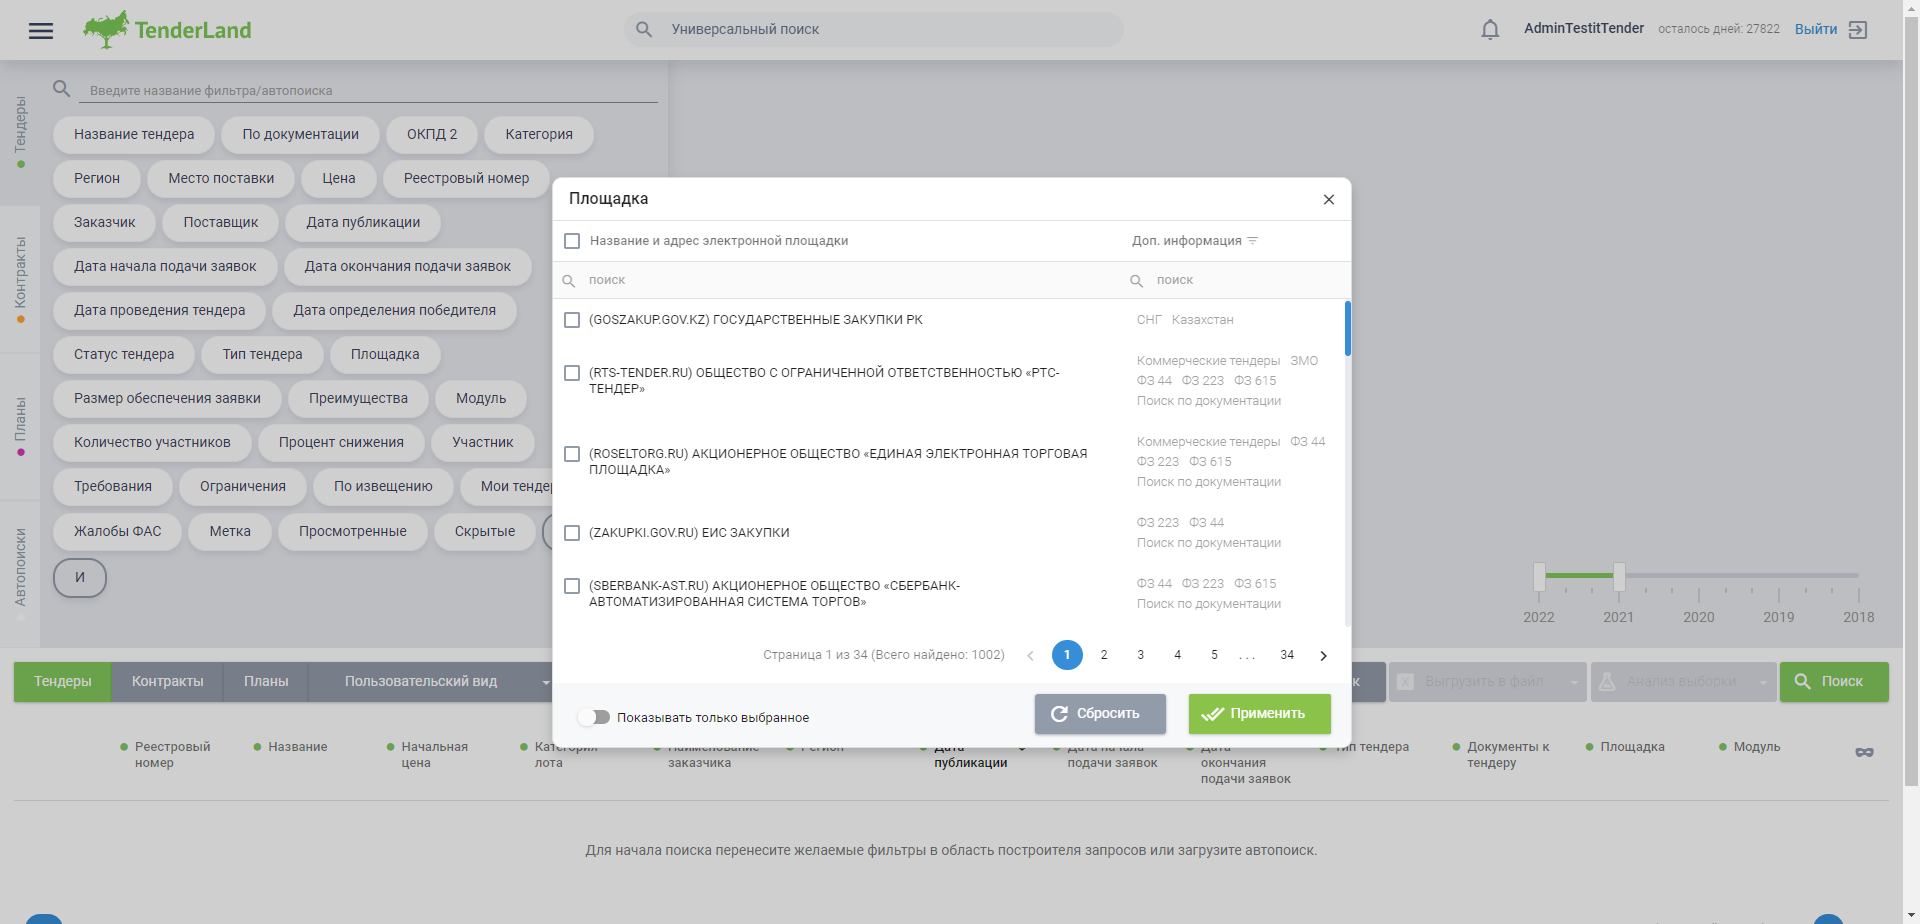 TenderLand
Универсальный поиск
AdminTestitTender
осталось дней: 27822
Выйти
Тендеры
Контракты
Планы
Автопоиски
Введите название фильтра/автопоиска
Название тендера
По документации
ОКПД 2
Категория
Регион
Место поставки
Цена
Реестровый номер
Заказчик
Поставщик
Дата публикации
Дата начала подачи заявок
Дата окончания подачи заявок
Дата проведения тендера
Дата определения победителя
Статус тендера
Тип тендера
Площадка
Размер обеспечения заявки
Преимущества
Модуль
Количество участников
Процент снижения
Участник
Требования
Ограничения
По извещению
Мои тендер
Жалобы ФАС
Метка
Просмотренные
Скрытые
И
Площадка
Название и адрес электронной площадки
Доп. информация
поиск
поиск
(GOSZAKUP.GOV.KZ) ГОСУДАРСТВЕННЫЕ ЗАКУПКИ РК
СНГ Казахстан
(RTS-TENDER.RU) ОБЩЕСТВО С ОГРАНИЧЕННОЙ ОТВЕТСТВЕННОСТЬЮ «РТС-
ТЕНДЕР»
Коммерческие тендеры ЗМО
ФЗ 44 ФЗ 223 ФЗ 615
Поиск по документации
(ROSELTORG.RU) АКЦИОНЕРНОЕ ОБЩЕСТВО «ЕДИНАЯ ЭЛЕКТРОННАЯ ТОРГОВАЯ
ПЛОЩАДКА»
Коммерческие тендеры ФЗ 44
ФЗ 223 ФЗ 615
Поиск по документации
(ZAKUPKI.GOV.RU) ЕИС ЗАКУПКИ
ФЗ 223 ФЗ 44
Поиск по документации
(SBERBANK-AST.RU) АКЦИОНЕРНОЕ ОБЩЕСТВО «СБЕРБАНК-
АВТОМАТИЗИРОВАННАЯ СИСТЕМА ТОРГОВ»
ФЗ 44 ФЗ 223 ФЗ 615
Поиск по документации
Страница 1 из 34 (Всего найдено: 1002)
1 2 3 4 5 ... 34
Показывать только выбранное
Сбросить
Применить
2022 2021 2020 2019 2018
Тендеры
Контракты
Планы
Пользовательский вид
к
Выгрузить в файл
Анализ выборки
Поиск
Реестровый
номер
Название
Начальная
цена
Категория
лота
Наименование
заказчика
Регион
Дата
публикации
Дата начала
подачи заявок
Дата
окончания
подачи заявок
Тип тендера
Документы к
тендеру
Площадка
Модуль
Для начала поиска перенесите желаемые фильтры в область построителя запросов или загрузите автопоиск.